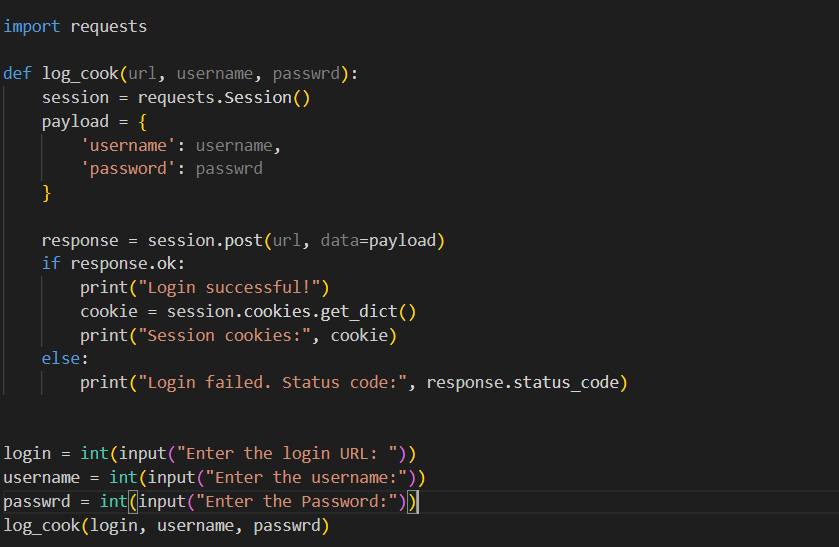 import requests
def log_cook(url, username, passwrd):
    session = requests.Session()
    payload = {
        'username': username,
        'password': passwrd
    }
    response = session.post(url, data=payload)
    if response.ok:
        print("Login successful!")
        cookie = session.cookies.get_dict()
        print("Session cookies:", cookie)
    else:
        print("Login failed. Status code:", response.status_code)
login = int(input("Enter the login URL: "))
username = int(input("Enter the username:"))
passwrd = int(input("Enter the Password:"))
log_cook(login, username, passwrd)